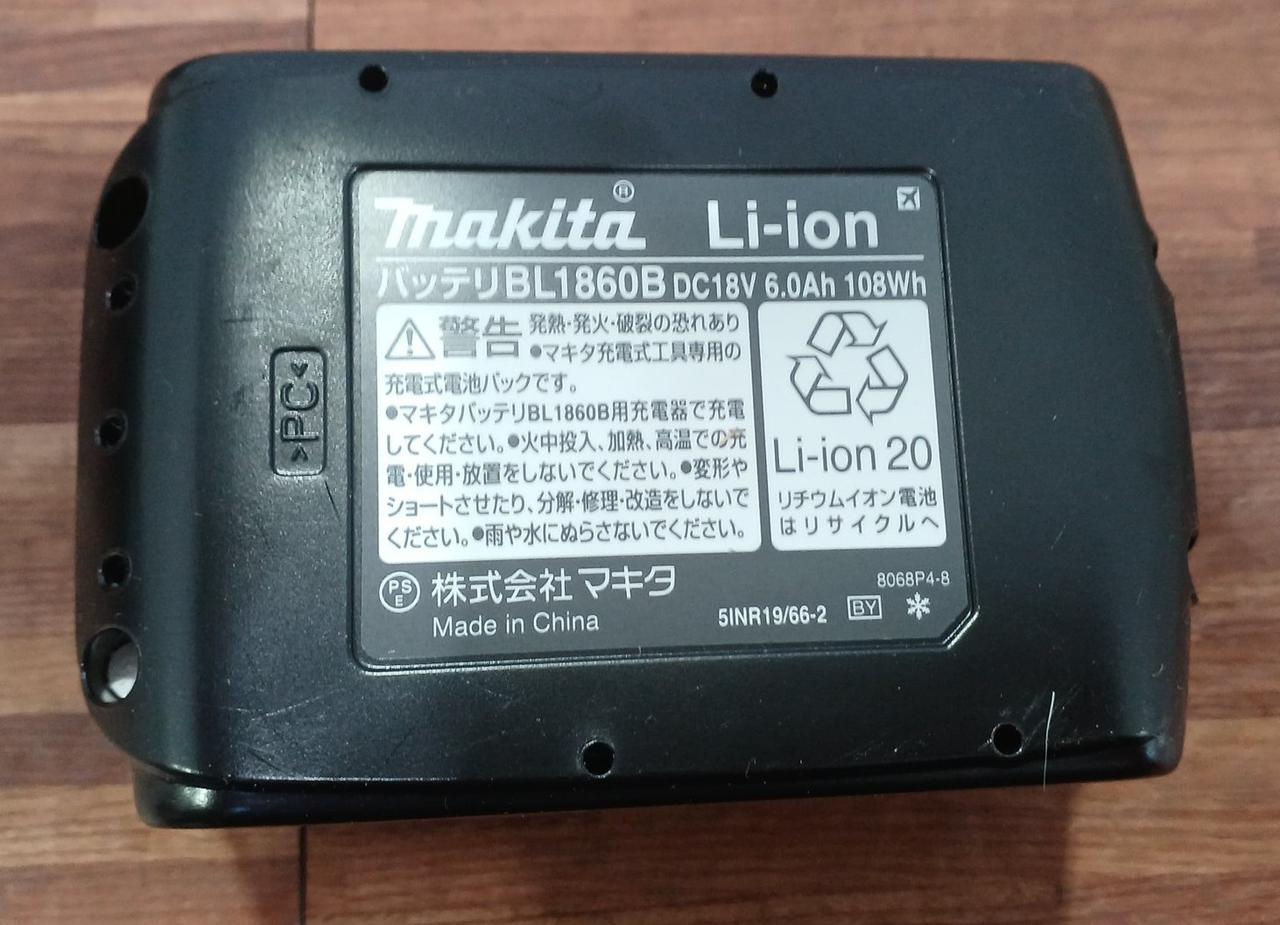 makita® Li-ion
バッテリBL1860B DC18V 6.0Ah 108Wh
警告 発熱・発火・破裂の恐れあり
●マキタ充電式工具専用の
充電式電池パックです。
●マキタバッテリBL1860B用充電器で充電
してください。●火中投入、加熱、高温での充
電・使用・放置をしないでください。●変形や
ショートさせたり、分解・修理・改造をしないで
ください。●雨や水にぬらさないでください。
Li-ion 20
リチウムイオン電池
はリサイクルへ
PS
E
株式会社マキタ
Made in China
8068P4-8
5INR19/66-2 BY
>PC<